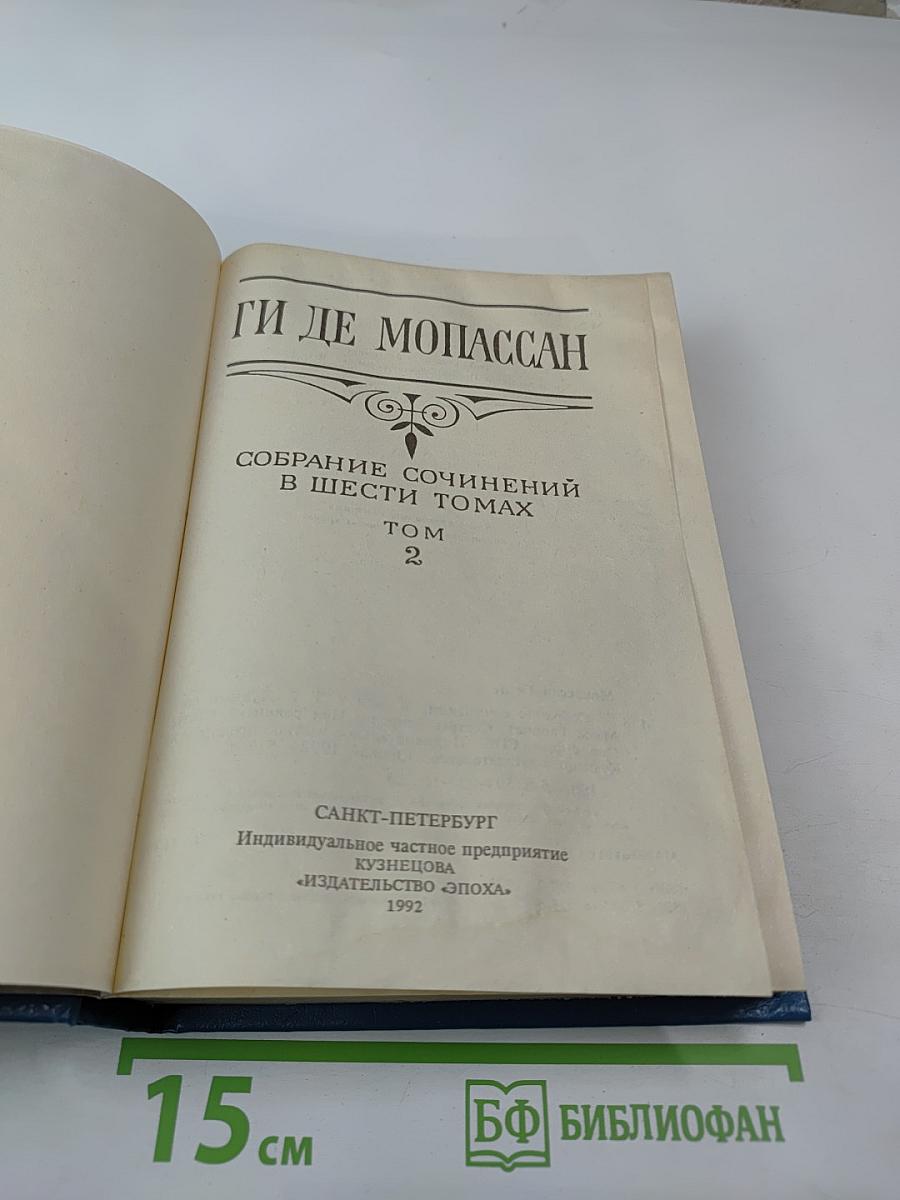 ГИ ДЕ МОПАССАН
СОБРАНИЕ СОЧИНЕНИЙ
В ШЕСТИ ТОМАХ
ТОМ
2
САНКТ-ПЕТЕРБУРГ
Индивидуальное частное предприятие
КУЗНЕЦОВА
«ИЗДАТЕЛЬСТВО «ЭПОХА»
1992
15 см
БФ БИБЛИОФАН